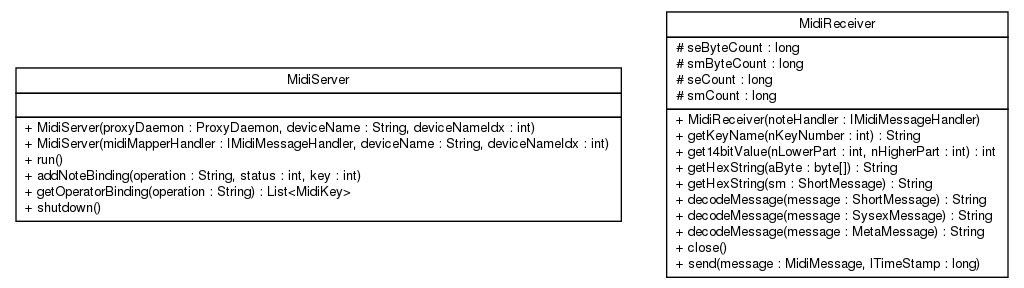 MidiServer
+ MidiServer(proxyDaemon : ProxyDaemon, deviceName : String, deviceNameIdx : int)
+ MidiServer(midiMapperHandler : IMidiMessageHandler, deviceName : String, deviceNameIdx : int)
+ run()
+ addNoteBinding(operation : String, status : int, key : int)
+ getOperatorBinding(operation : String) : List<MidiKey>
+ shutdown()
MidiReceiver
# seByteCount : long
# smByteCount : long
# seCount : long
# smCount : long
+ MidiReceiver(noteHandler : IMidiMessageHandler)
+ getKeyName(nKeyNumber : int) : String
+ get14bitValue(nLowerPart : int, nHigherPart : int) : int
+ getHexString(aByte : byte[]) : String
+ getHexString(sm : ShortMessage) : String
+ decodeMessage(message : ShortMessage) : String
+ decodeMessage(message : SysexMessage) : String
+ decodeMessage(message : MetaMessage) : String
+ close()
+ send(message : MidiMessage, lTimeStamp : long)